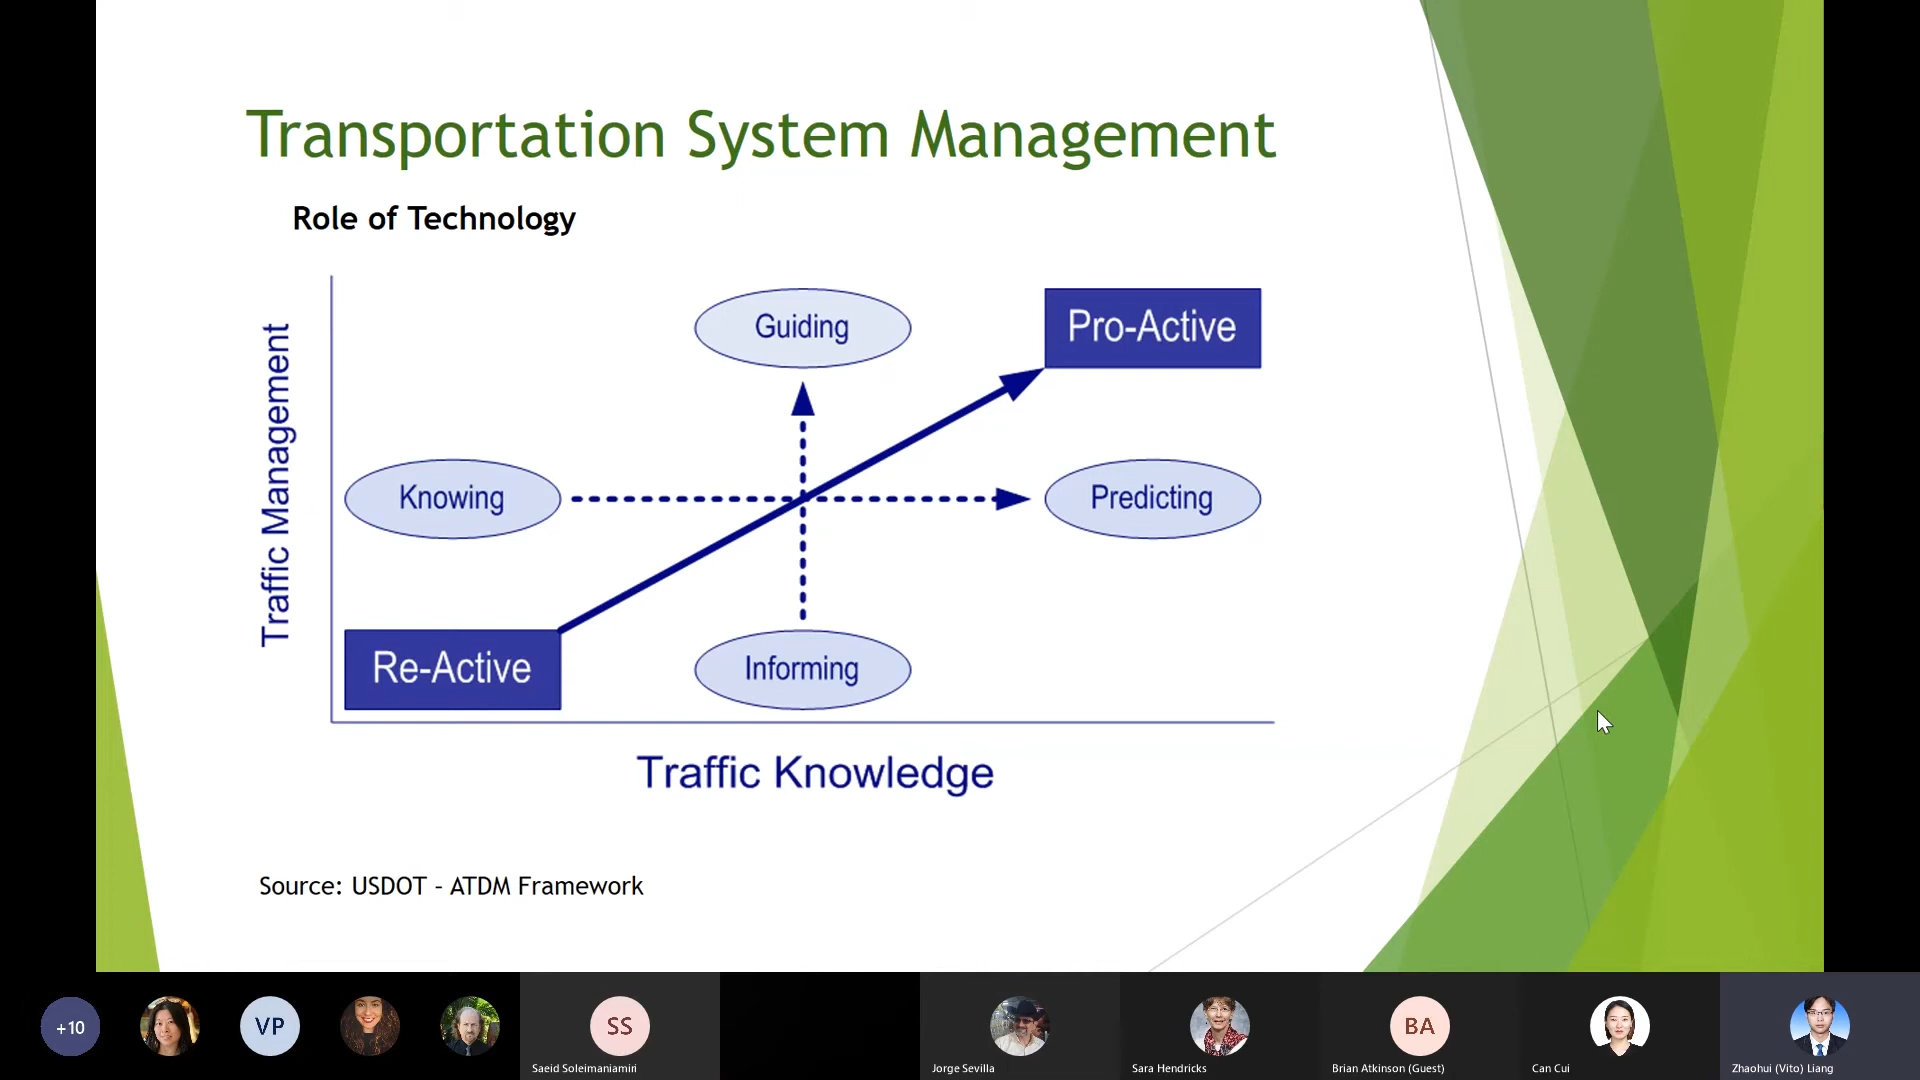 Transportation System Management
Role of Technology
Traffic Management
Guiding
Pro-Active
Knowing
Predicting
Re-Active
Informing
Traffic Knowledge
Source: USDOT - ATDM Framework
+10
VP
SS
Saeid Soleimaniamiri
Jorge Sevilla
Sara Hendricks
BA
Brian Atkinson (Guest)
Can Cui
Zhaohui (Vito) Liang